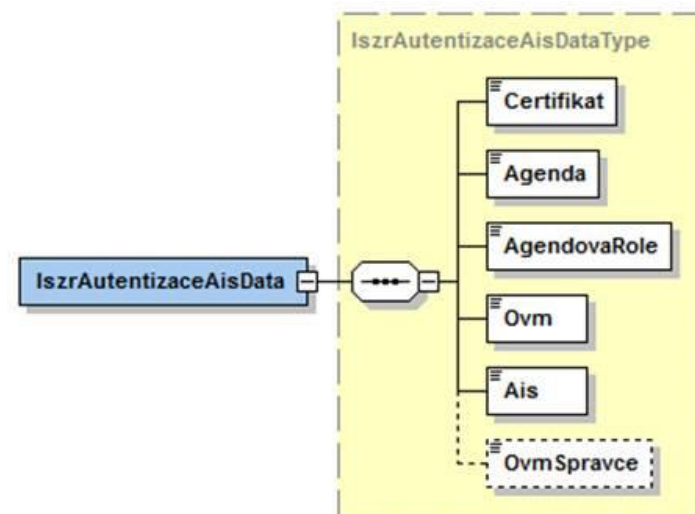 IszrAutentizaceAisDataType
Certifikat
Agenda
AgendovaRole
IszrAutentizaceAisData
Ovm
Ais
OvmSpravce